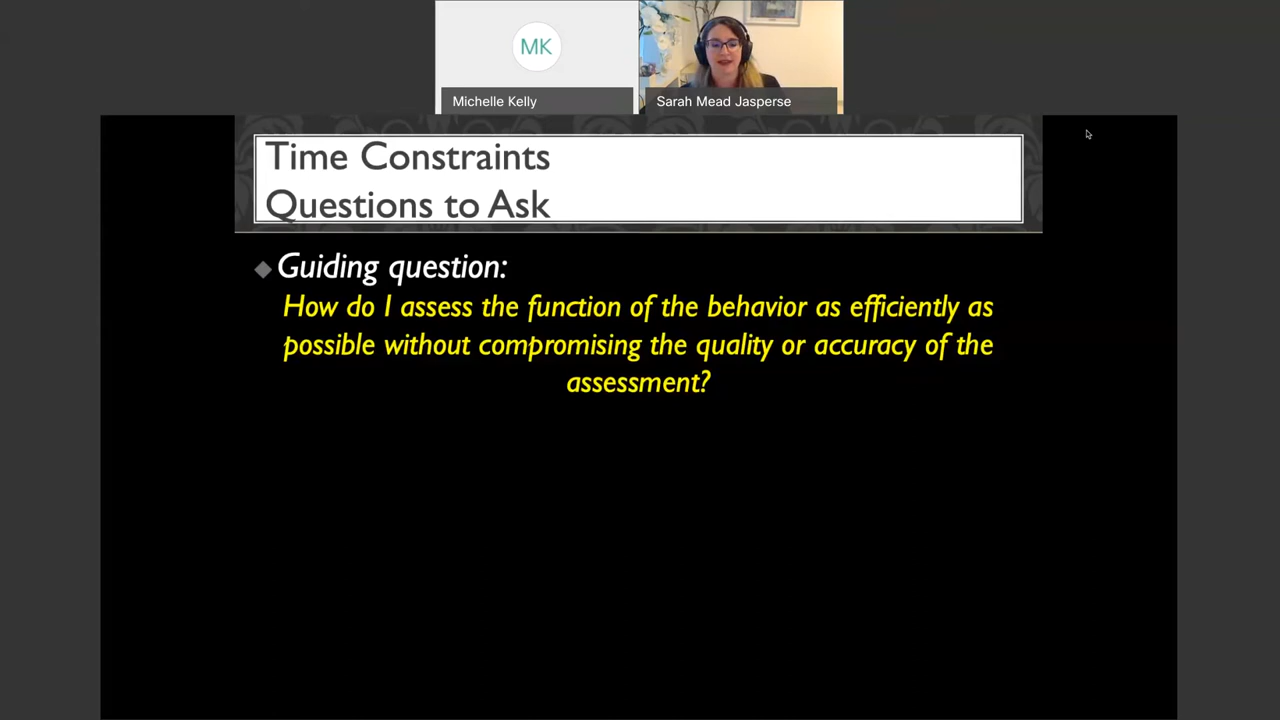 MK
Michelle Kelly
Sarah Mead Jasperse
Time Constraints
Questions to Ask
Guiding question:
How do I assess the function of the behavior as efficiently as
possible without compromising the quality or accuracy of the
assessment?